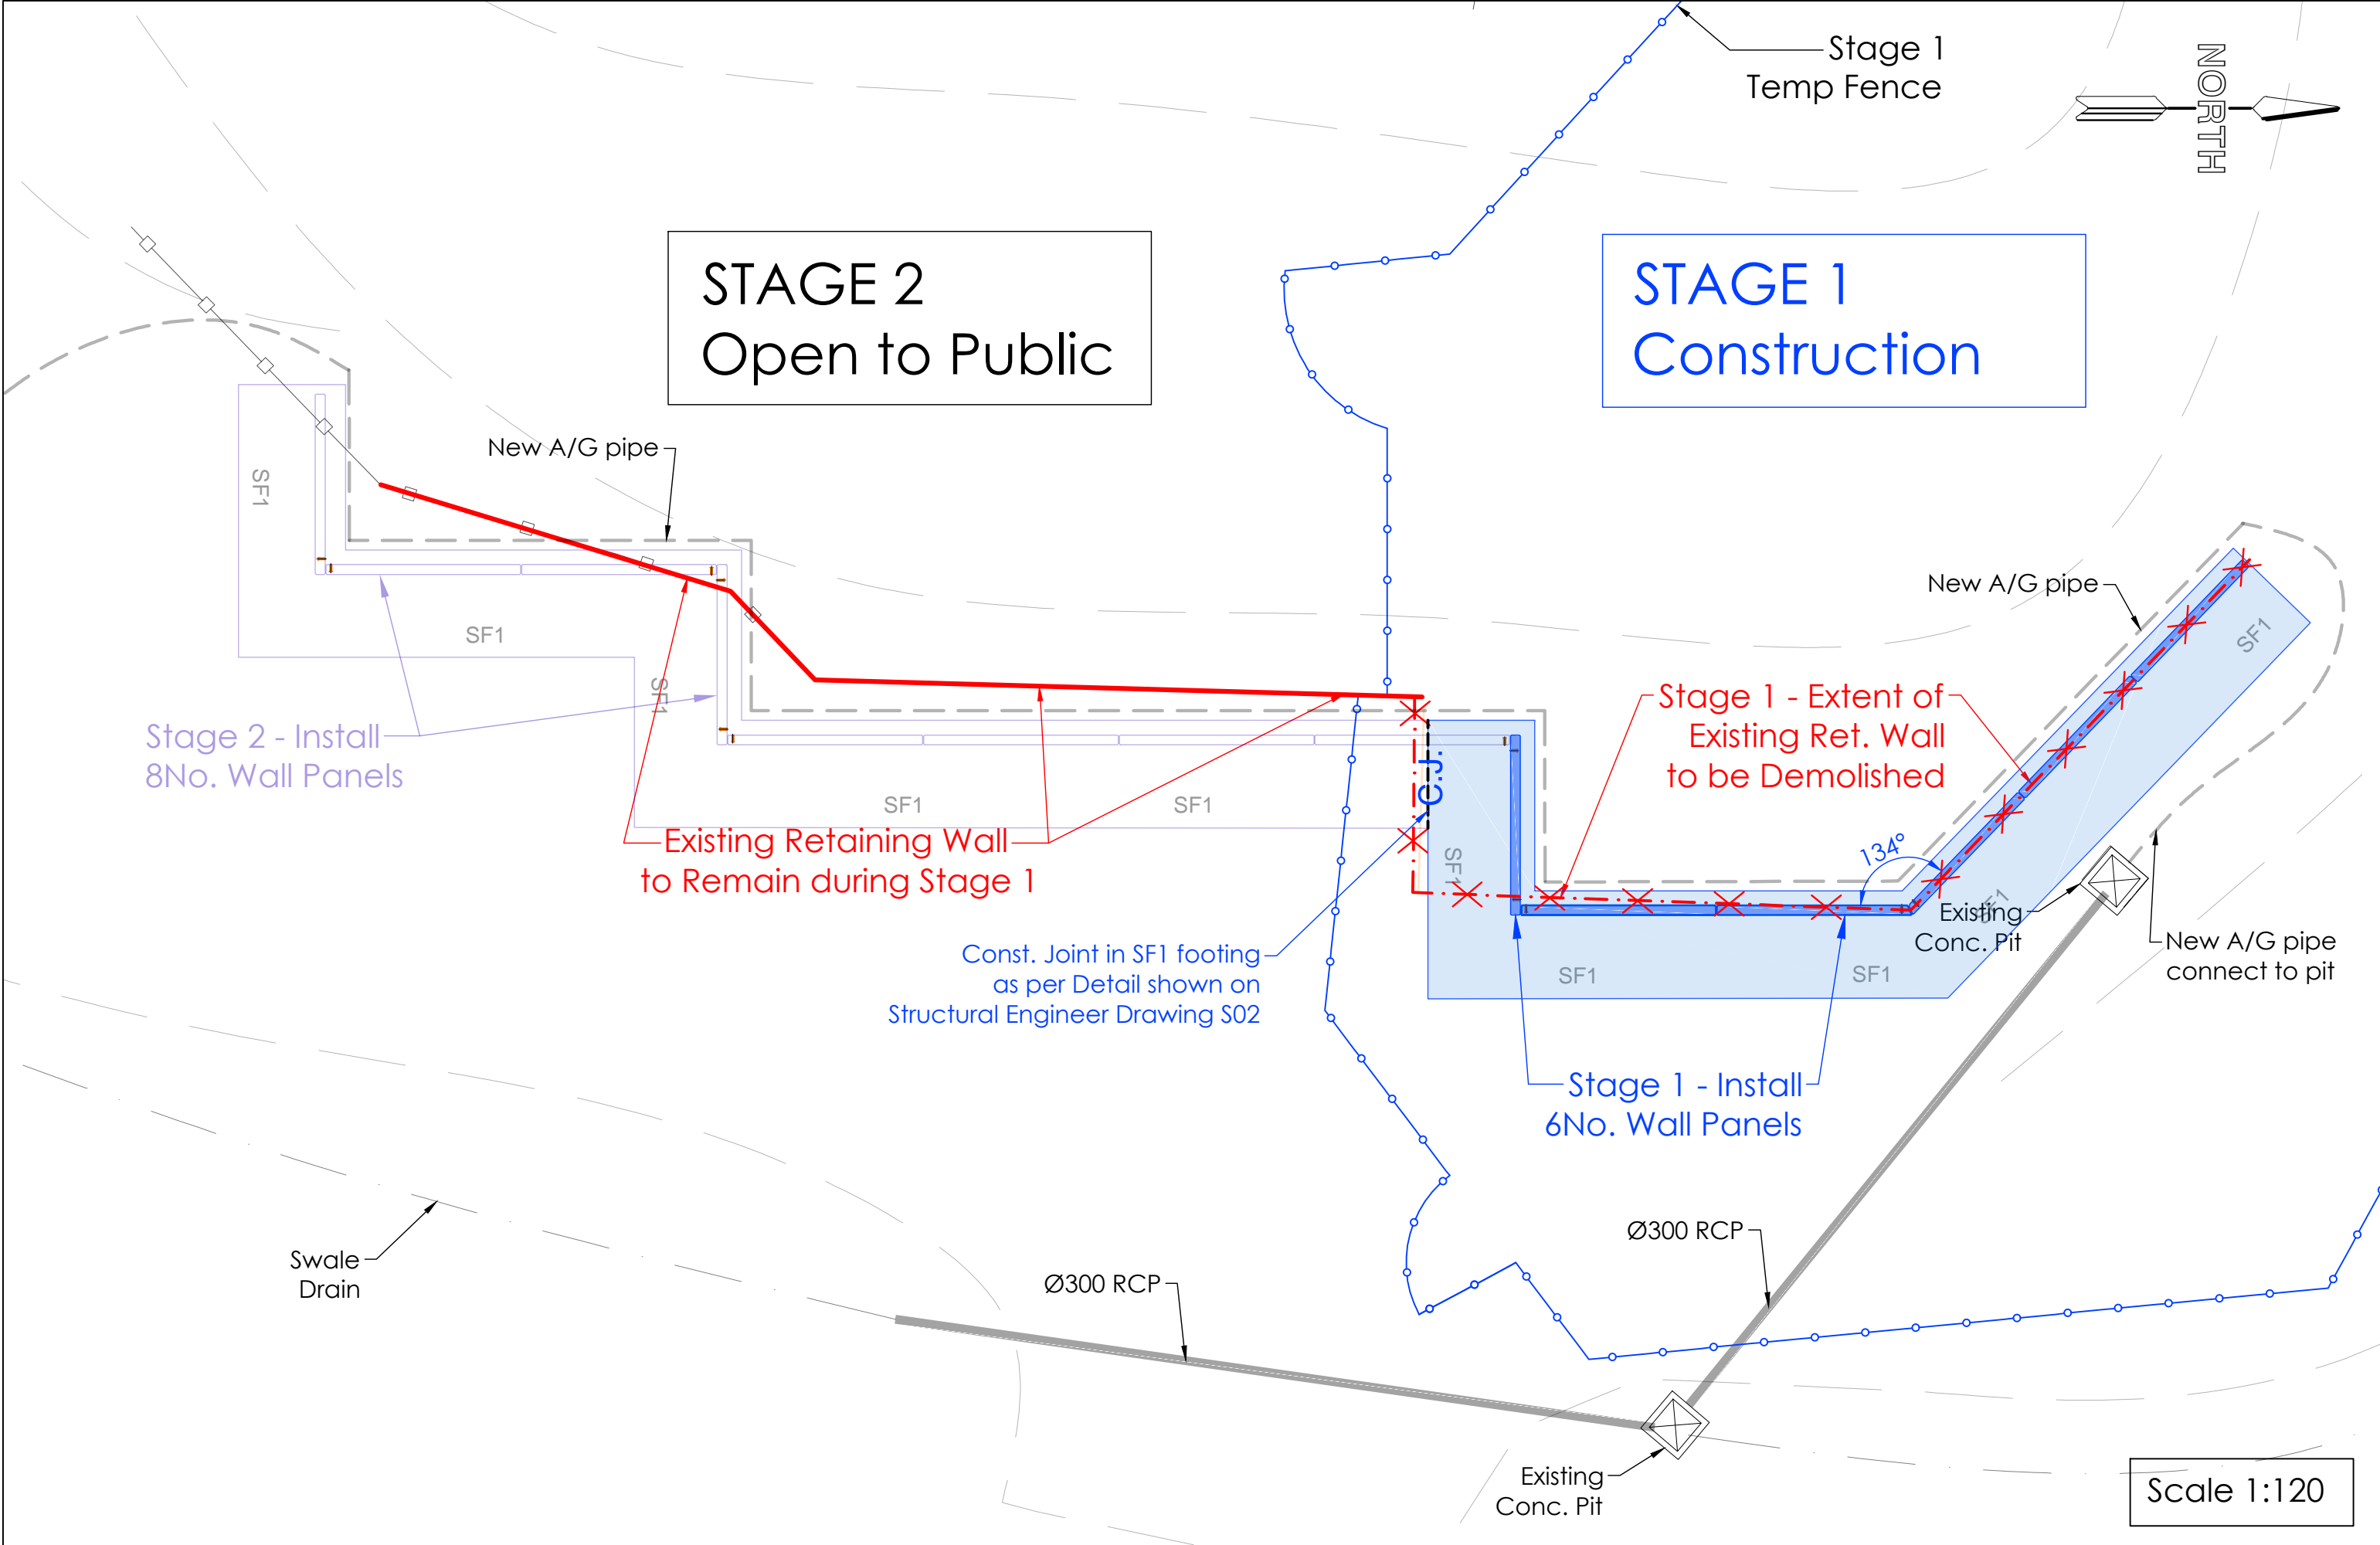 Stage 1
Temp Fence
NORTH
STAGE 2
Open to Public
STAGE 1
Construction
New A/G pipe
SF1
SF1
SF1
New A/G pipe
SF1
Stage 2 - Install
8No. Wall Panels
Stage 1 - Extent of
Existing Ret. Wall
to be Demolished
C.J.
SF1
SF1
Existing Retaining Wall
to Remain during Stage 1
SF1
134°
SF1
Existing
Conc. Pit
New A/G pipe
connect to pit
Const. Joint in SF1 footing
as per Detail shown on
Structural Engineer Drawing S02
SF1
SF1
Stage 1 - Install
6No. Wall Panels
Swale
Drain
Ø300 RCP
Ø300 RCP
Existing
Conc. Pit
Scale 1:120